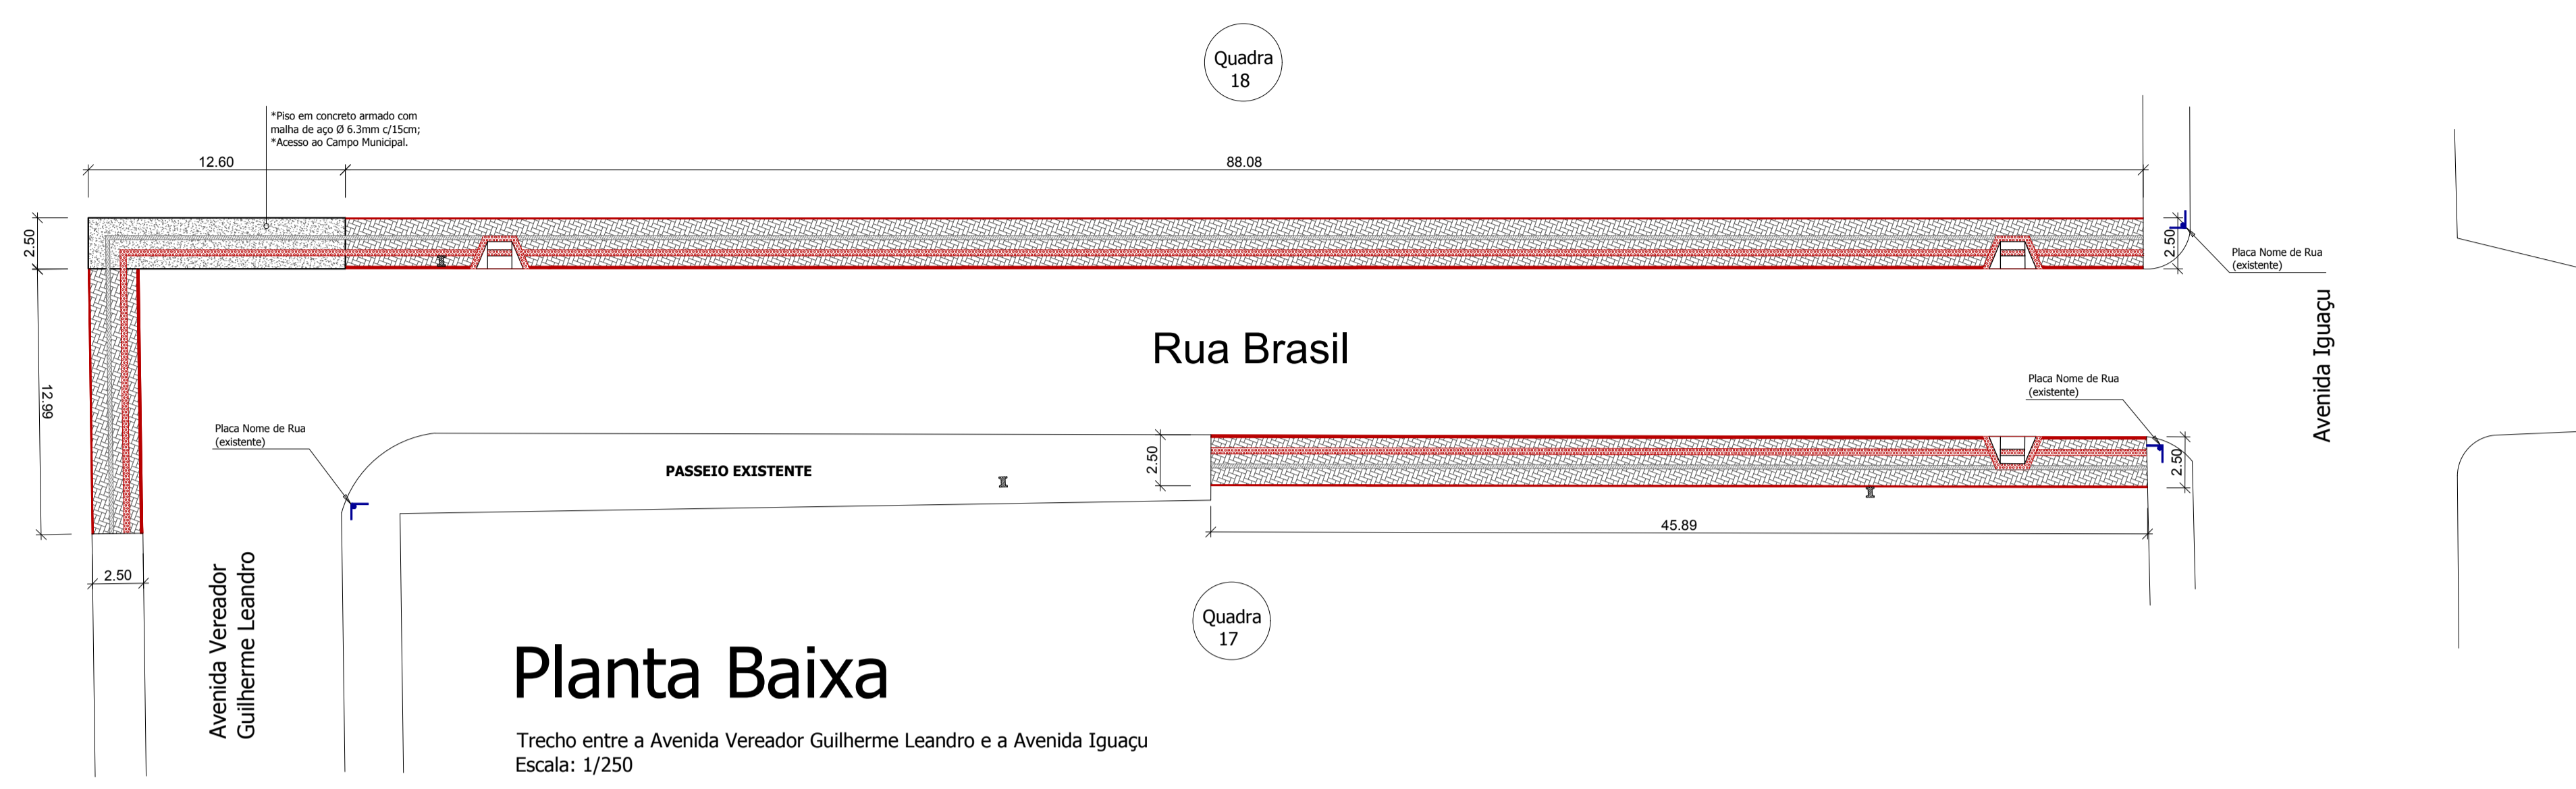 Quadra
18
*Piso em concreto armado com
malha de aço Ø 6.3mm c/15cm;
*Acesso ao Campo Municipal.
12.60
88.08
2.50
2.50
Placa Nome de Rua
(existente)
Rua Brasil
Avenida Iguaçu
Placa Nome de Rua
(existente)
12.99
Placa Nome de Rua
(existente)
PASSEIO EXISTENTE
2.50
2.50
45.89
2.50
Avenida Vereador
Guilherme Leandro
Quadra
17
Planta Baixa
Trecho entre a Avenida Vereador Guilherme Leandro e a Avenida Iguaçu
Escala: 1/250